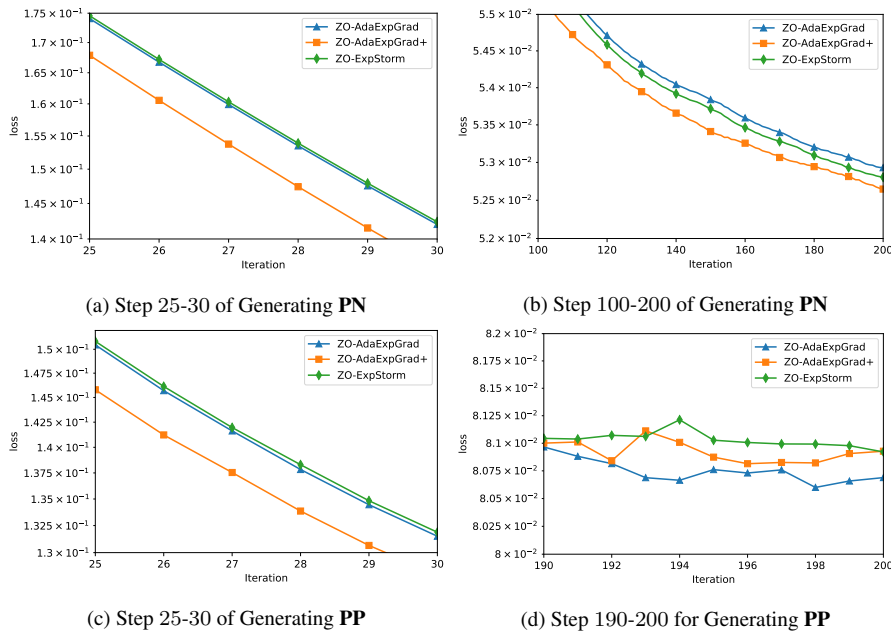 1.75 × 10⁻¹
1.7 × 10⁻¹
1.65 × 10⁻¹
1.6 × 10⁻¹
1.55 × 10⁻¹
1.5 × 10⁻¹
1.45 × 10⁻¹
1.4 × 10⁻¹
loss
25 26 27 28 29 30
Iteration
ZO-AdaExpGrad
ZO-AdaExpGrad+
ZO-ExpStorm
(a) Step 25-30 of Generating PN
5.5 × 10⁻²
5.45 × 10⁻²
5.4 × 10⁻²
5.35 × 10⁻²
5.3 × 10⁻²
5.25 × 10⁻²
5.2 × 10⁻²
loss
100 120 140 160 180 200
Iteration
ZO-AdaExpGrad
ZO-AdaExpGrad+
ZO-ExpStorm
(b) Step 100-200 of Generating PN
1.5 × 10⁻¹
1.475 × 10⁻¹
1.45 × 10⁻¹
1.425 × 10⁻¹
1.4 × 10⁻¹
1.375 × 10⁻¹
1.35 × 10⁻¹
1.325 × 10⁻¹
1.3 × 10⁻¹
loss
25 26 27 28 29 30
Iteration
ZO-AdaExpGrad
ZO-AdaExpGrad+
ZO-ExpStorm
(c) Step 25-30 of Generating PP
8.2 × 10⁻²
8.175 × 10⁻²
8.15 × 10⁻²
8.125 × 10⁻²
8.1 × 10⁻²
8.075 × 10⁻²
8.05 × 10⁻²
8.025 × 10⁻²
8 × 10⁻²
loss
190 192 194 196 198 200
Iteration
ZO-AdaExpGrad
ZO-AdaExpGrad+
ZO-ExpStorm
(d) Step 190-200 for Generating PP